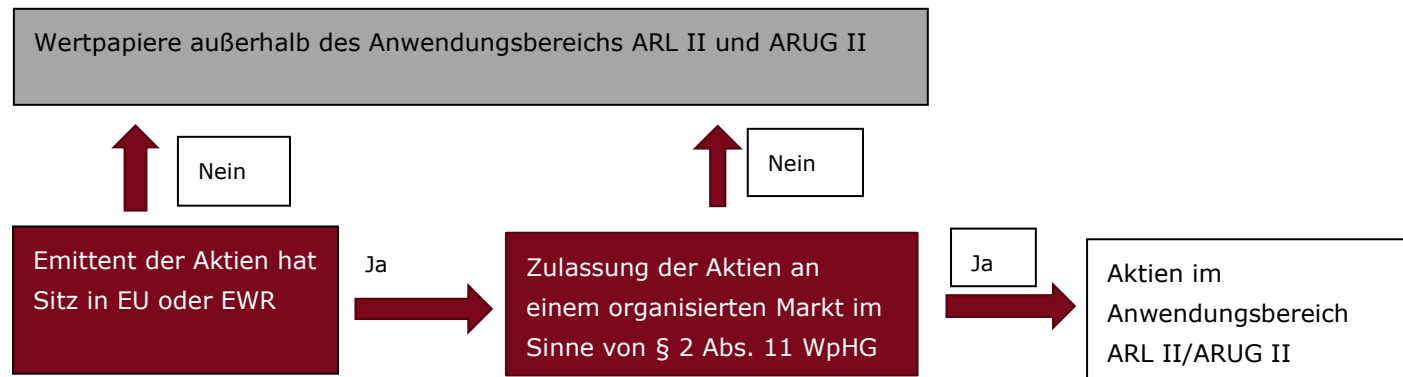 Wertpapiere außerhalb des Anwendungsbereichs ARL II und ARUG II
Nein
Nein
Emittent der Aktien hat
Sitz in EU oder EWR
Ja
Zulassung der Aktien an
einem organisierten Markt im
Sinne von § 2 Abs. 11 WpHG
Ja
Aktien im
Anwendungsbereich
ARL II/ARUG II